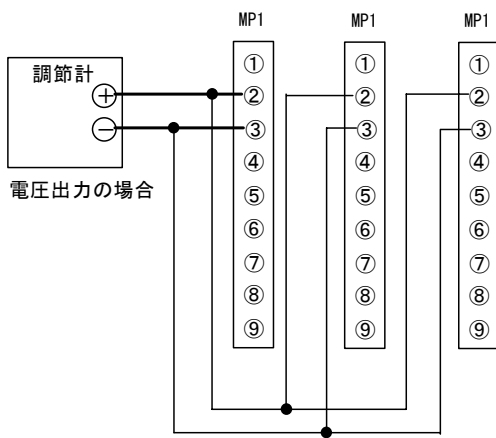 MP1 MP1 MP1
調節計
＋
－
電圧出力の場合
① ① ①
② ② ②
③ ③ ③
④ ④ ④
⑤ ⑤ ⑤
⑥ ⑥ ⑥
⑦ ⑦ ⑦
⑧ ⑧ ⑧
⑨ ⑨ ⑨